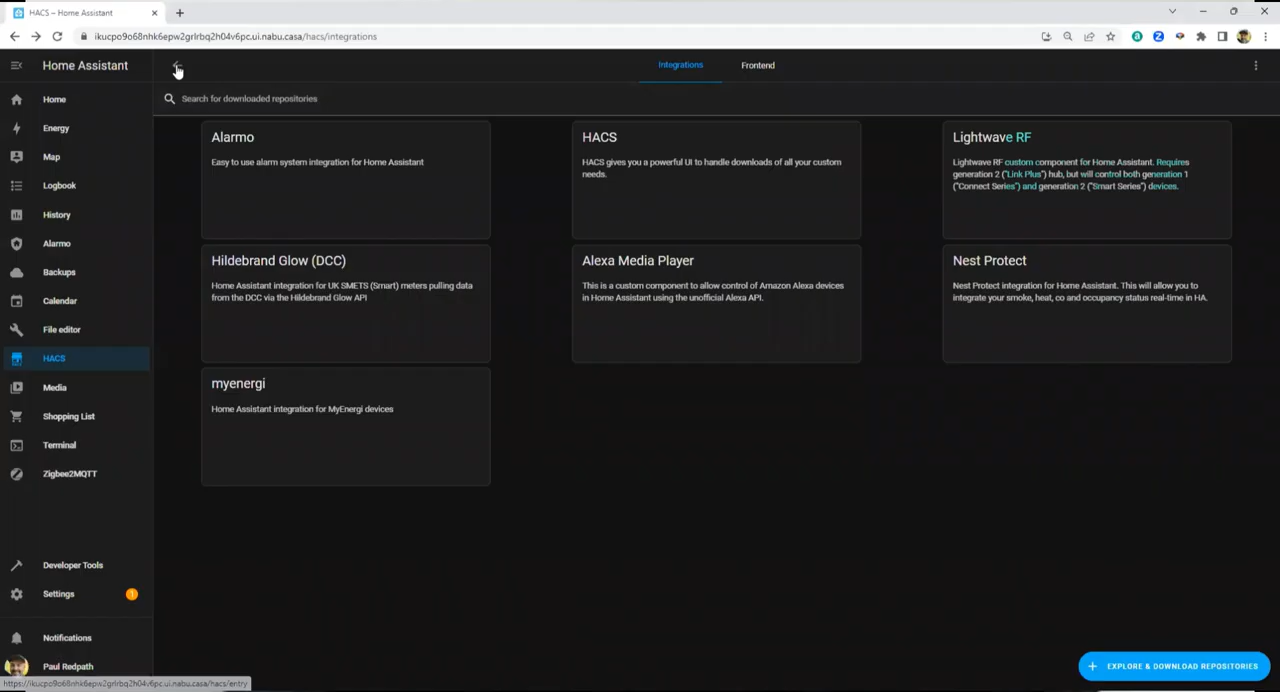 HACS – Home Assistant
ikucpo9o68nhk6epw2grlrbq2h04v6pc.ui.nabu.casa/hacs/integrations
Home Assistant
Integrations
Frontend
Search for downloaded repositories
Home
Energy
Map
Logbook
History
Alarmo
Backups
Calendar
File editor
HACS
Media
Shopping List
Terminal
Zigbee2MQTT
Developer Tools
Settings
1
Notifications
Paul Redpath
Alarmo
Easy to use alarm system integration for Home Assistant
HACS
HACS gives you a powerful UI to handle downloads of all your custom
needs.
Lightwave RF
Lightwave RF custom component for Home Assistant. Requires
generation 2 ("Link Plus") hub, but will control both generation 1
("Connect Series") and generation 2 ("Smart Series") devices.
Hildebrand Glow (DCC)
Home Assistant integration for UK SMETS (Smart) meters pulling data
from the DCC via the Hildebrand Glow API
Alexa Media Player
This is a custom component to allow control of Amazon Alexa devices
in Home Assistant using the unofficial Alexa API.
Nest Protect
Nest Protect integration for Home Assistant. This will allow you to
integrate your smoke, heat, co and occupancy status real-time in HA.
myenergi
Home Assistant integration for MyEnergi devices
EXPLORE & DOWNLOAD REPOSITORIES
https://ikucpo9o68nhk6epw2grlrbq2h04v6pc.ui.nabu.casa/hacs/entry